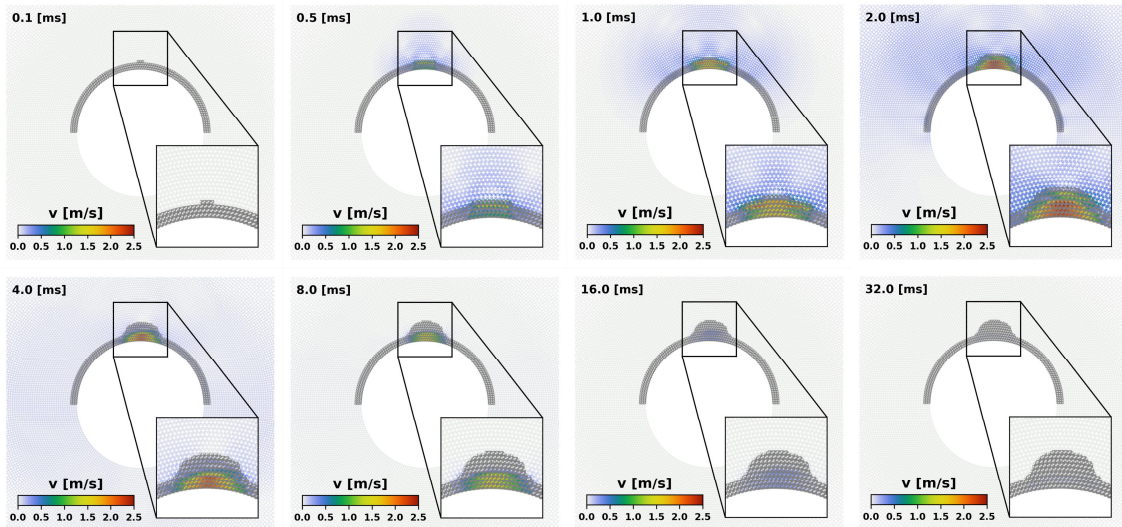 0.1 [ms]
v [m/s]
0.0 0.5 1.0 1.5 2.0 2.5
0.5 [ms]
v [m/s]
0.0 0.5 1.0 1.5 2.0 2.5
1.0 [ms]
v [m/s]
0.0 0.5 1.0 1.5 2.0 2.5
2.0 [ms]
v [m/s]
0.0 0.5 1.0 1.5 2.0 2.5
4.0 [ms]
v [m/s]
0.0 0.5 1.0 1.5 2.0 2.5
8.0 [ms]
v [m/s]
0.0 0.5 1.0 1.5 2.0 2.5
16.0 [ms]
v [m/s]
0.0 0.5 1.0 1.5 2.0 2.5
32.0 [ms]
v [m/s]
0.0 0.5 1.0 1.5 2.0 2.5